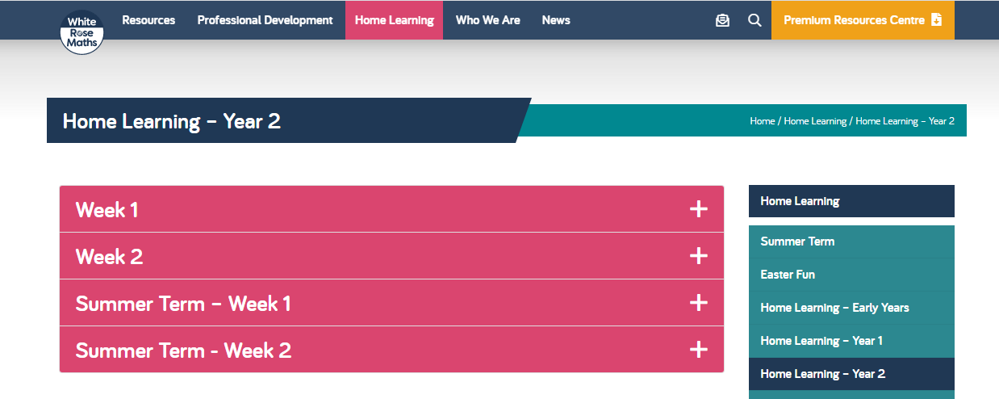 White
Rose
Maths
Resources
Professional Development
Home Learning
Who We Are
News
Premium Resources Centre
Home Learning – Year 2
Home / Home Learning / Home Learning – Year 2
Week 1
Week 2
Summer Term – Week 1
Summer Term - Week 2
Home Learning
Summer Term
Easter Fun
Home Learning – Early Years
Home Learning – Year 1
Home Learning – Year 2